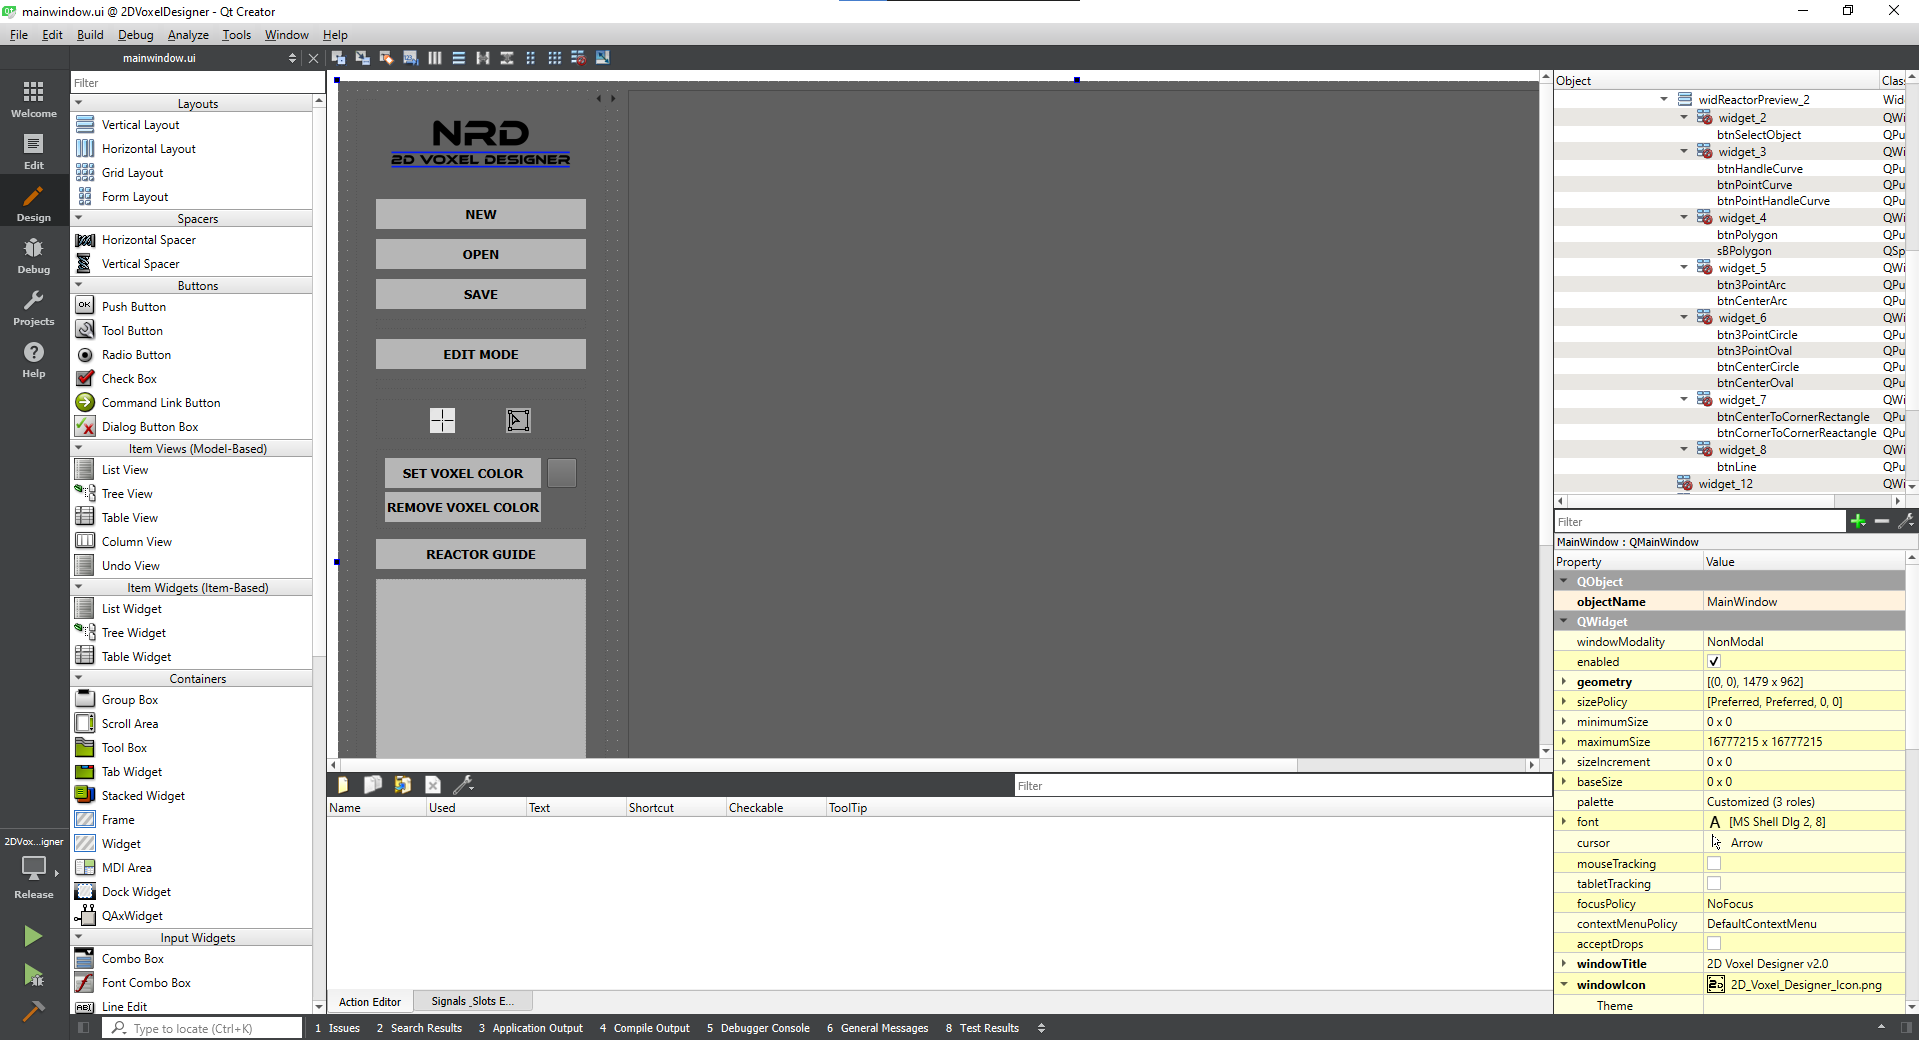 mainwindow.ui @ 2DVoxelDesigner - Qt Creator
File Edit Build Debug Analyze Tools Window Help
mainwindow.ui
Welcome
Edit
Design
Debug
Projects
Help
2DVox...igner
Release
Filter
Layouts
Vertical Layout
Horizontal Layout
Grid Layout
Form Layout
Spacers
Horizontal Spacer
Vertical Spacer
Buttons
OK Push Button
Tool Button
Radio Button
Check Box
Command Link Button
Dialog Button Box
Item Views (Model-Based)
List View
Tree View
Table View
Column View
Undo View
Item Widgets (Item-Based)
List Widget
Tree Widget
Table Widget
Containers
Group Box
Scroll Area
Tool Box
Tab Widget
Stacked Widget
Frame
Widget
MDI Area
Dock Widget
QAxWidget
Input Widgets
Combo Box
Font Combo Box
Line Edit
NRD
2D VOXEL DESIGNER
NEW
OPEN
SAVE
EDIT MODE
SET VOXEL COLOR
REMOVE VOXEL COLOR
REACTOR GUIDE
Filter
Name Used Text Shortcut Checkable ToolTip
Action Editor Signals _Slots E...
Object Clas
widReactorPreview_2 Wid
widget_2 QWi
btnSelectObject QPu
widget_3 QWi
btnHandleCurve QPu
btnPointCurve QPu
btnPointHandleCurve QPu
widget_4 QWi
btnPolygon QPu
sBPolygon QSp
widget_5 QWi
btn3PointArc QPu
btnCenterArc QPu
widget_6 QWi
btn3PointCircle QPu
btn3PointOval QPu
btnCenterCircle QPu
btnCenterOval QPu
widget_7 QWi
btnCenterToCornerRectangle QPu
btnCornerToCornerReactangle QPu
widget_8 QWi
btnLine QPu
widget_12 QWi
Filter
MainWindow : QMainWindow
Property Value
QObject
objectName MainWindow
QWidget
windowModality NonModal
enabled
geometry [(0, 0), 1479 x 962]
sizePolicy [Preferred, Preferred, 0, 0]
minimumSize 0 x 0
maximumSize 16777215 x 16777215
sizeIncrement 0 x 0
baseSize 0 x 0
palette Customized (3 roles)
font A [MS Shell Dlg 2, 8]
cursor Arrow
mouseTracking
tabletTracking
focusPolicy NoFocus
contextMenuPolicy DefaultContextMenu
acceptDrops
windowTitle 2D Voxel Designer v2.0
windowIcon 2D_Voxel_Designer_Icon.png
Theme
Type to locate (Ctrl+K) 1 Issues 2 Search Results 3 Application Output 4 Compile Output 5 Debugger Console 6 General Messages 8 Test Results